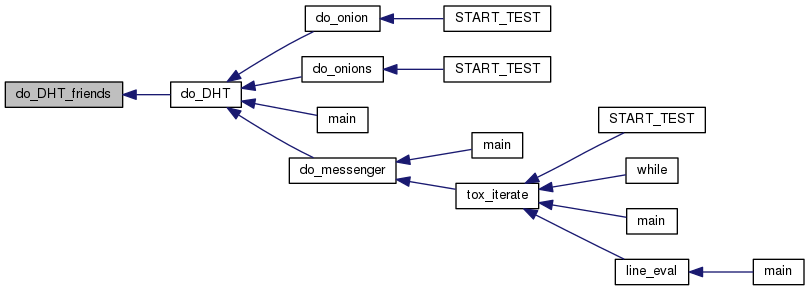 do_onion
START_TEST
do_onions
START_TEST
do_DHT_friends
do_DHT
main
START_TEST
main
while
do_messenger
tox_iterate
main
line_eval
main